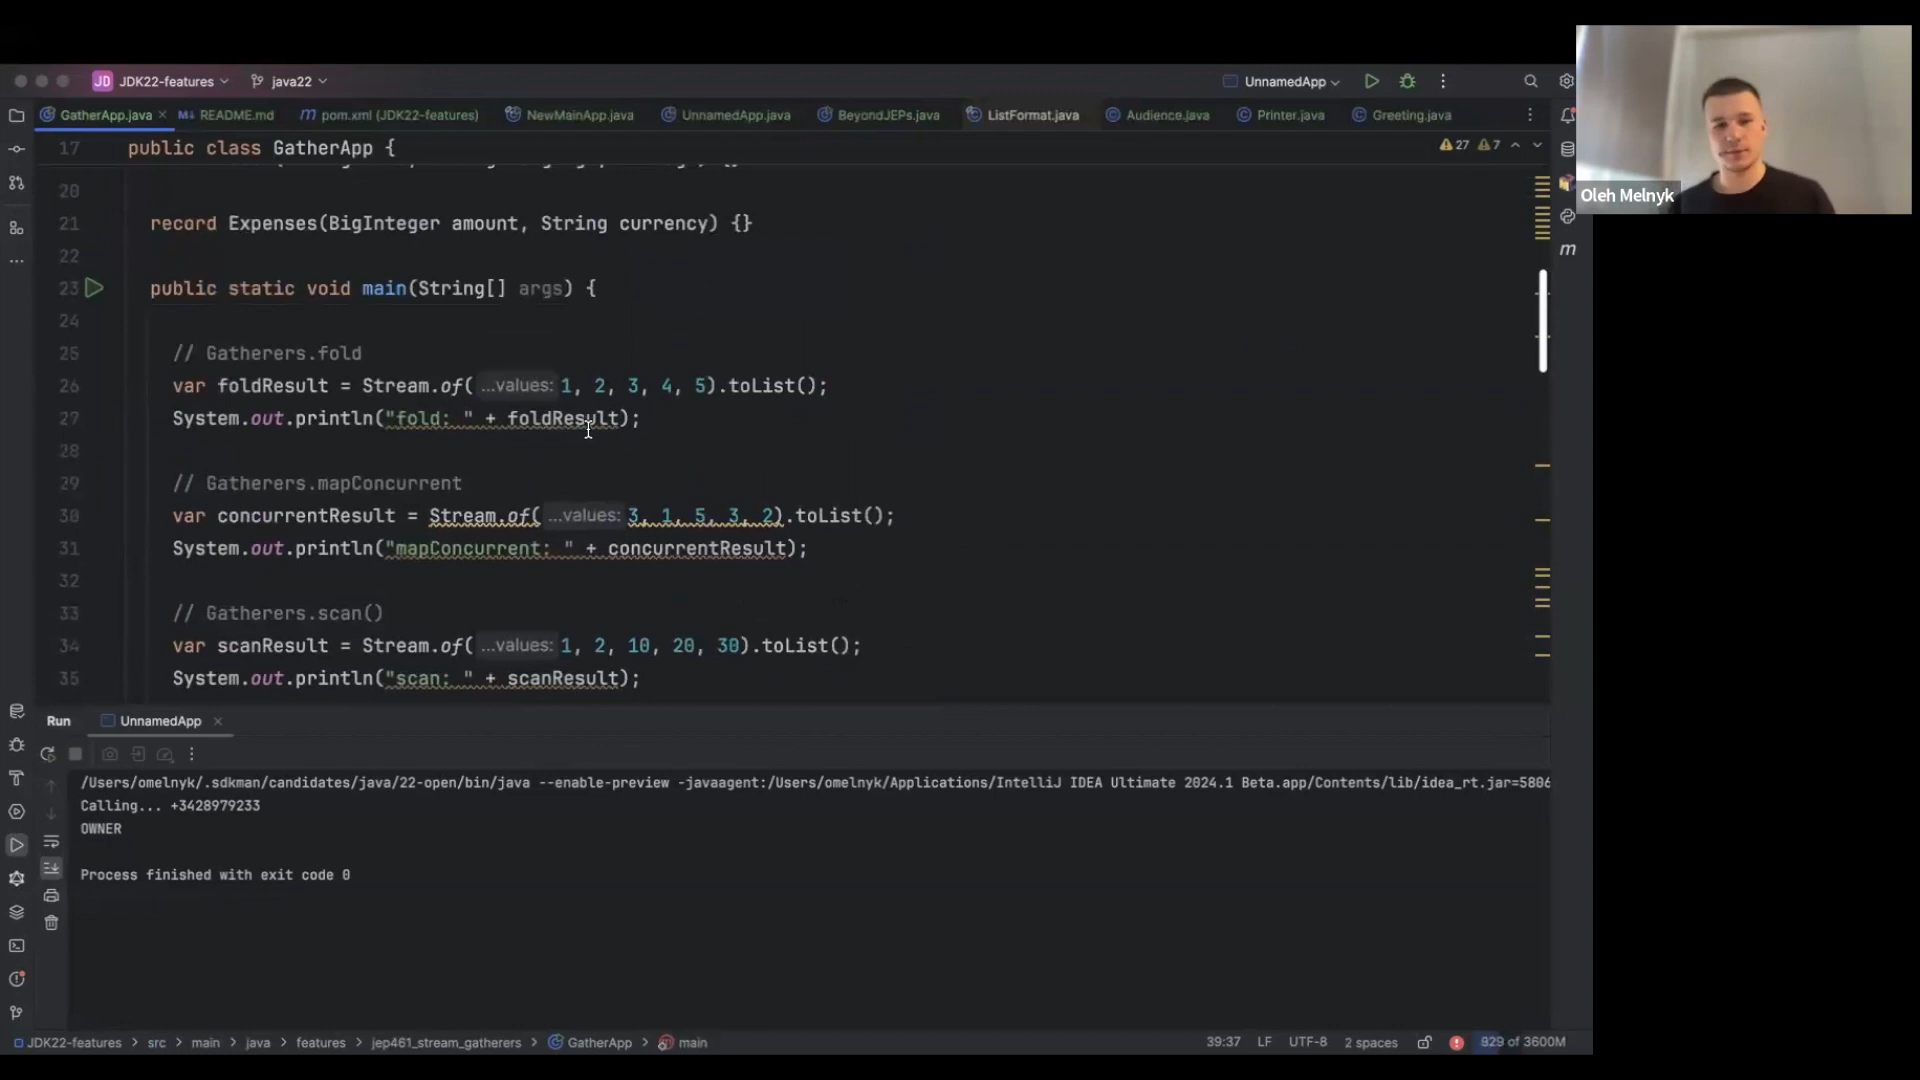 JD JDK22-features java22 UnnamedApp
GatherApp.java README.md pom.xml (JDK22-features) NewMainApp.java UnnamedApp.java BeyondJEPs.java ListFormat.java Audience.java Printer.java Greeting.java
17 public class GatherApp { 27 7
20
21 record Expenses(BigInteger amount, String currency) {}
22
23 public static void main(String[] args) {
24
25 // Gatherers.fold
26 var foldResult = Stream.of( ...values: 1, 2, 3, 4, 5).toList();
27 System.out.println("fold: " + foldResult);
28
29 // Gatherers.mapConcurrent
30 var concurrentResult = Stream.of( ...values: 3, 1, 5, 3, 2).toList();
31 System.out.println("mapConcurrent: " + concurrentResult);
32
33 // Gatherers.scan()
34 var scanResult = Stream.of( ...values: 1, 2, 10, 20, 30).toList();
35 System.out.println("scan: " + scanResult);
Oleh Melnyk
m
Run UnnamedApp
/Users/omelnyk/.sdkman/candidates/java/22-open/bin/java --enable-preview -javaagent:/Users/omelnyk/Applications/IntelliJ IDEA Ultimate 2024.1 Beta.app/Contents/lib/idea_rt.jar=5806
Calling... +3428979233
OWNER
Process finished with exit code 0
JDK22-features > src > main > java > features > jep461_stream_gatherers > GatherApp > main 39:37 LF UTF-8 2 spaces 829 of 3600M